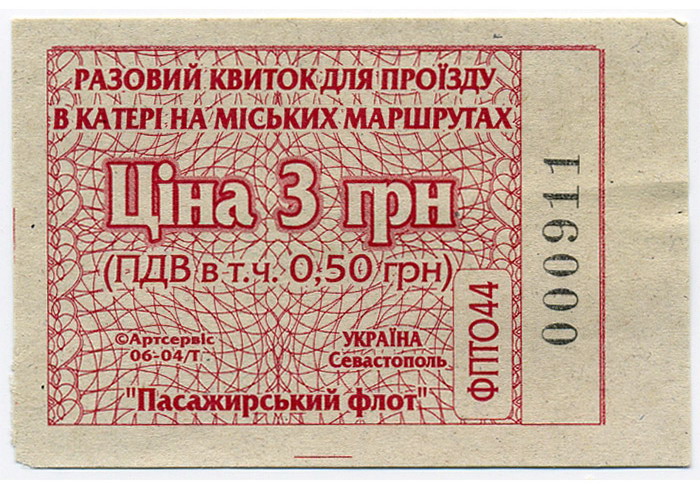 РАЗОВИЙ КВИТОК ДЛЯ ПРОЇЗДУ
В КАТЕРІ НА МІСЬКИХ МАРШРУТАХ
Ціна 3 грн
(ПДВ в т.ч. 0,50 грн)
©Артсервіс
06-04/Т
УКРАЇНА
Севастополь
"Пасажирський флот"
ФПТО44
000911